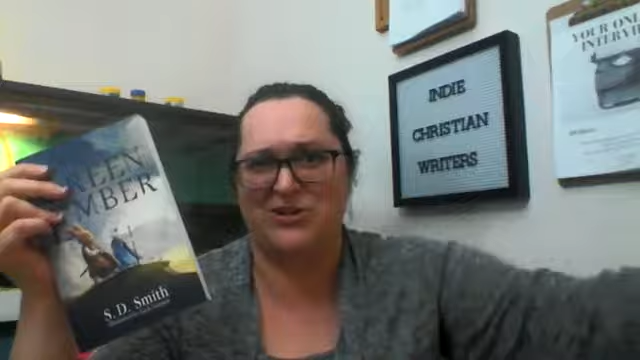 REEN
MBER
S. D. Smith
INDIE
CHRISTIAN
WRITERS
YOUR ONL
INTERVI